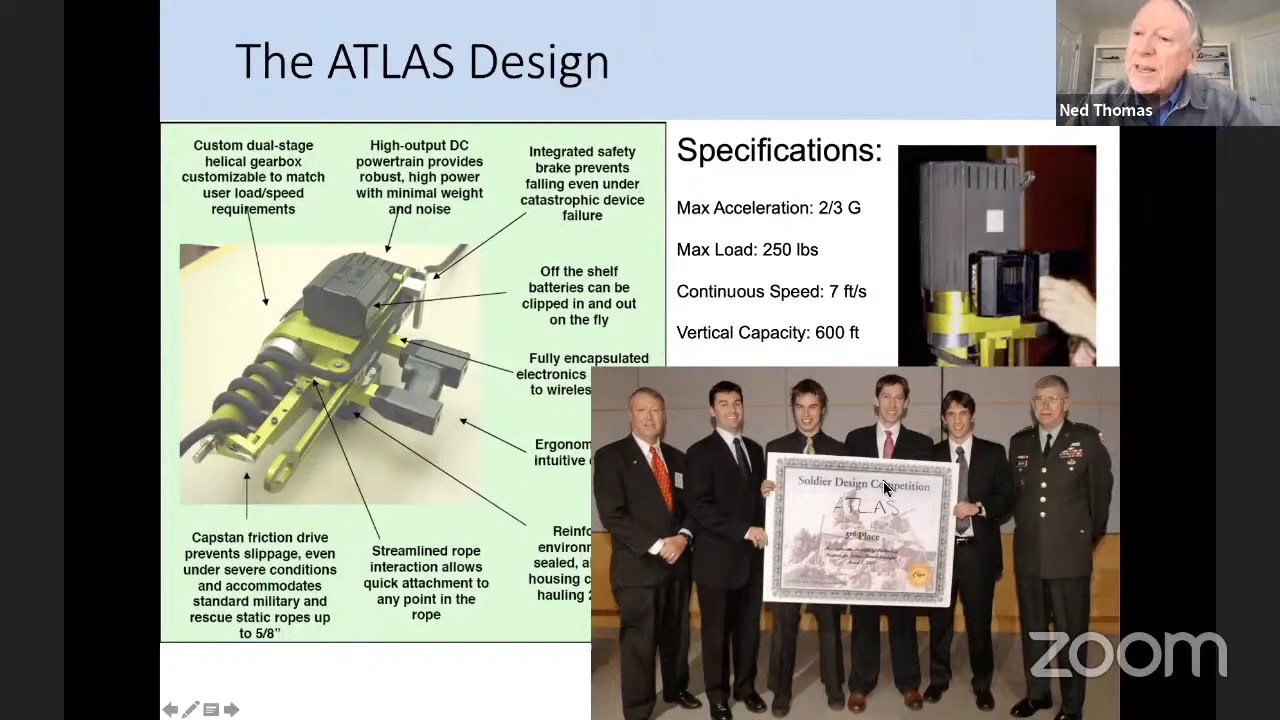 The ATLAS Design
Ned Thomas
Custom dual-stage
helical gearbox
customizable to match
user load/speed
requirements
High-output DC
powertrain provides
robust, high power
with minimal weight
and noise
Integrated safety
brake prevents
falling even under
catastrophic device
failure
Off the shelf
batteries can be
clipped in and out
on the fly
Fully encapsulated
electronics
to wireles
Ergonom
intuitive
Reinfo
environm
sealed, ai
housing c
hauling 2
Capstan friction drive
prevents slippage, even
under severe conditions
and accommodates
standard military and
rescue static ropes up
to 5/8”
Streamlined rope
interaction allows
quick attachment to
any point in the
rope
Specifications:
Max Acceleration: 2/3 G
Max Load: 250 lbs
Continuous Speed: 7 ft/s
Vertical Capacity: 600 ft
Soldier Design Competition
ATLAS
3rd Place
zoom